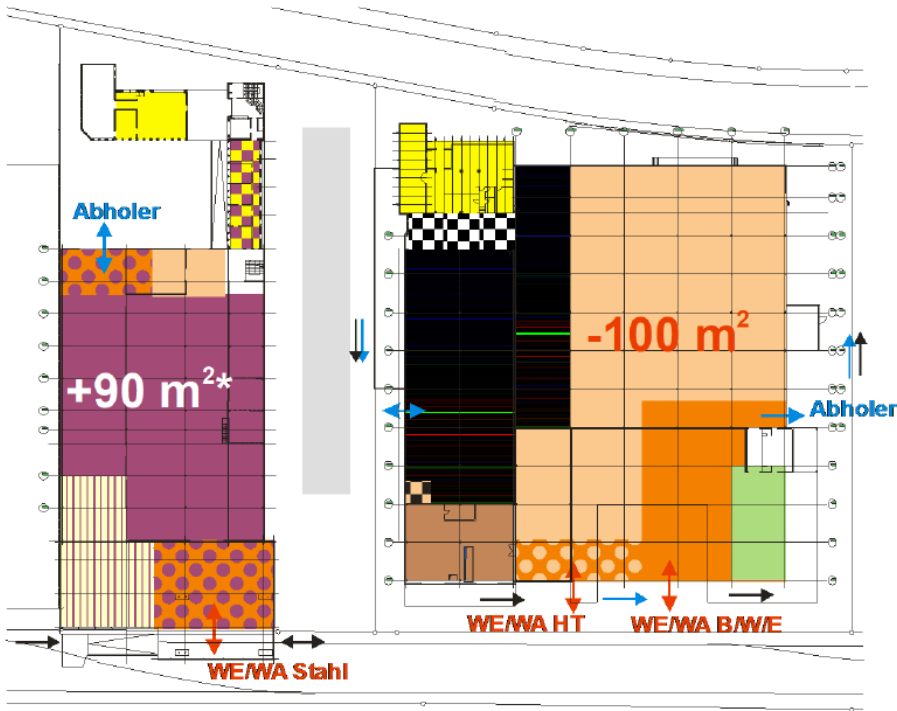 Abholer
+90 m²*
-100 m²
Abholer
WE/WA HT
WE/WA B/W/E
WE/WA Stahl